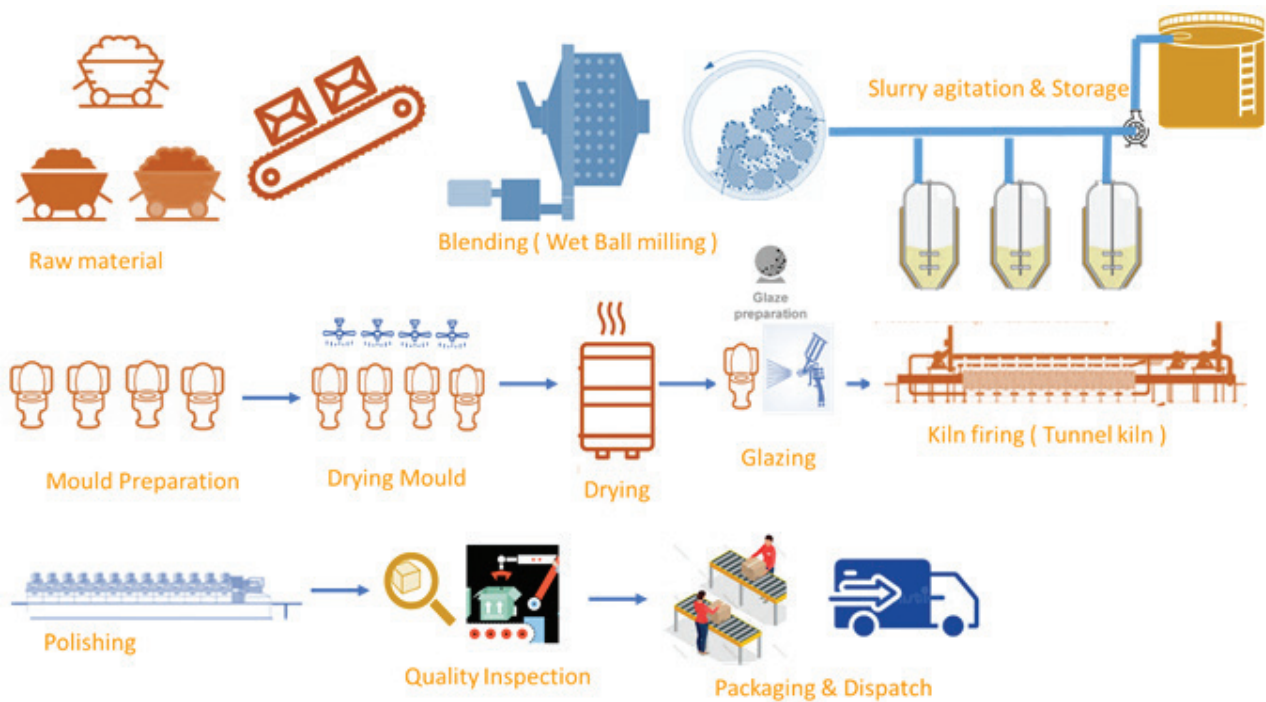 Slurry agitation & Storage
Blending ( Wet Ball milling )
Raw material
Glaze
preparation
Mould Preparation
Drying Mould
Drying
Glazing
Kiln firing ( Tunnel kiln )
Polishing
Quality Inspection
Packaging & Dispatch